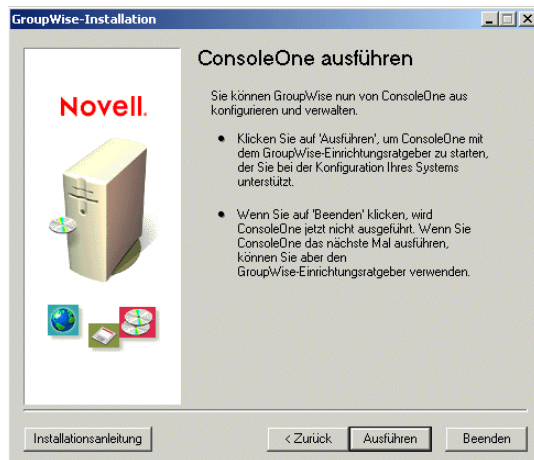 GroupWise-Installation
ConsoleOne ausführen
Novell.
Sie können GroupWise nun von ConsoleOne aus
konfigurieren und verwalten.
• Klicken Sie auf 'Ausführen', um ConsoleOne mit
dem GroupWise-Einrichtungsratgeber zu starten,
der Sie bei der Konfiguration Ihres Systems
unterstützt.
• Wenn Sie auf 'Beenden' klicken, wird
ConsoleOne jetzt nicht ausgeführt. Wenn Sie
ConsoleOne das nächste Mal ausführen,
können Sie aber den
GroupWise-Einrichtungsratgeber verwenden.
Installationsanleitung
< Zurück
Ausführen
Beenden